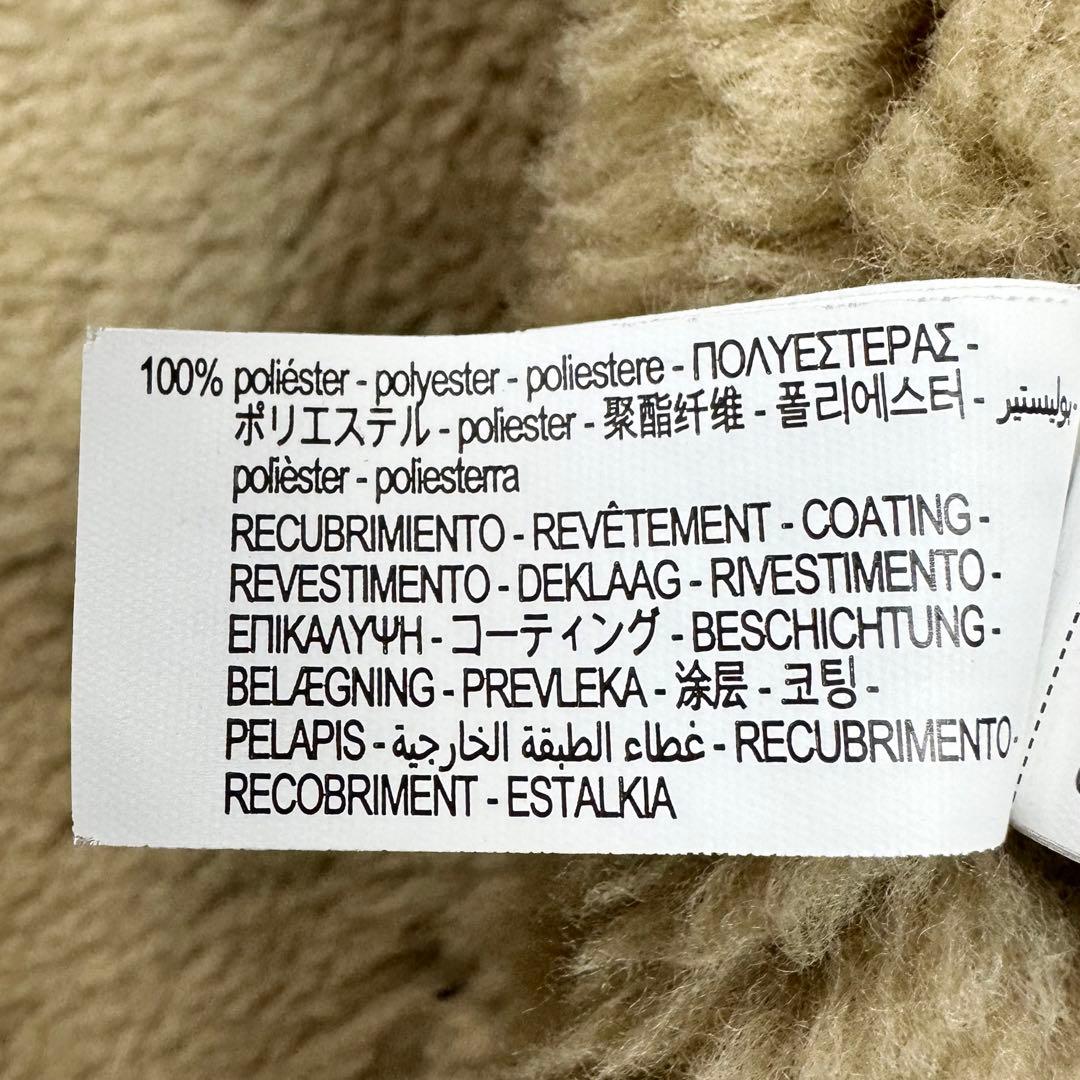 100% poliéster - polyester - poliestere - ΠΟΛΥΕΣΤΕΡΑΣ -
ポリエステル - poliester - 聚酯纤维 - 폴리에스터 - بوليستير -
polièster - poliesterra
RECUBRIMIENTO - REVÊTEMENT - COATING -
REVESTIMENTO - DEKLAAG - RIVESTIMENTO -
ΕΠΙΚΑΛΥΨΗ - コーティング - BESCHICHTUNG -
BELÆGNING - PREVLEKA - 涂层 - 코팅 -
PELAPIS - غطاء الطبقة الخارجية - RECUBRIMENTO -
RECOBRIMENT - ESTALKIA